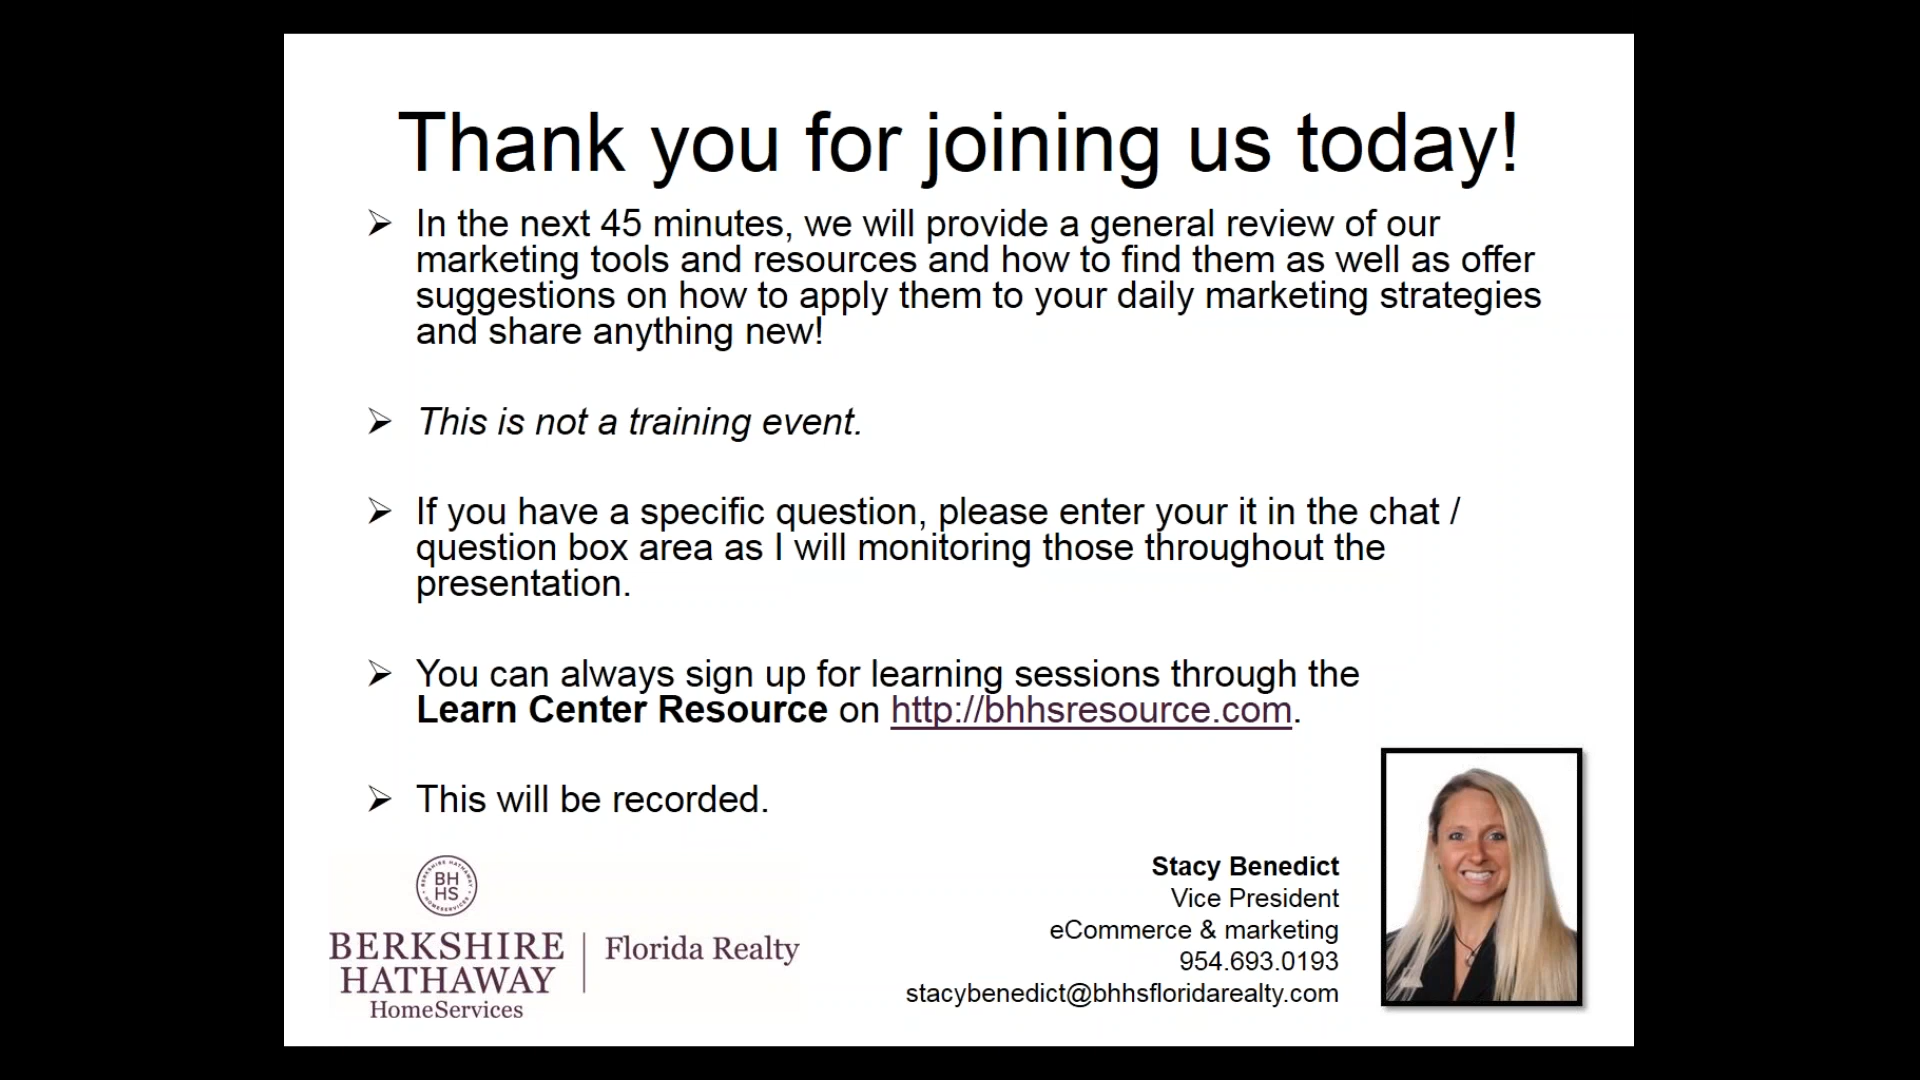 Thank you for joining us today!
➢ In the next 45 minutes, we will provide a general review of our
marketing tools and resources and how to find them as well as offer
suggestions on how to apply them to your daily marketing strategies
and share anything new!
➢ This is not a training event.
➢ If you have a specific question, please enter your it in the chat /
question box area as I will monitoring those throughout the
presentation.
➢ You can always sign up for learning sessions through the
Learn Center Resource on http://bhhsresource.com.
➢ This will be recorded.
Stacy Benedict
Vice President
eCommerce & marketing
954.693.0193
stacybenedict@bhhsfloridarealty.com
BERKSHIRE HATHAWAY
HOMESERVICES
BH
HS
BERKSHIRE
HATHAWAY
HomeServices
Florida Realty